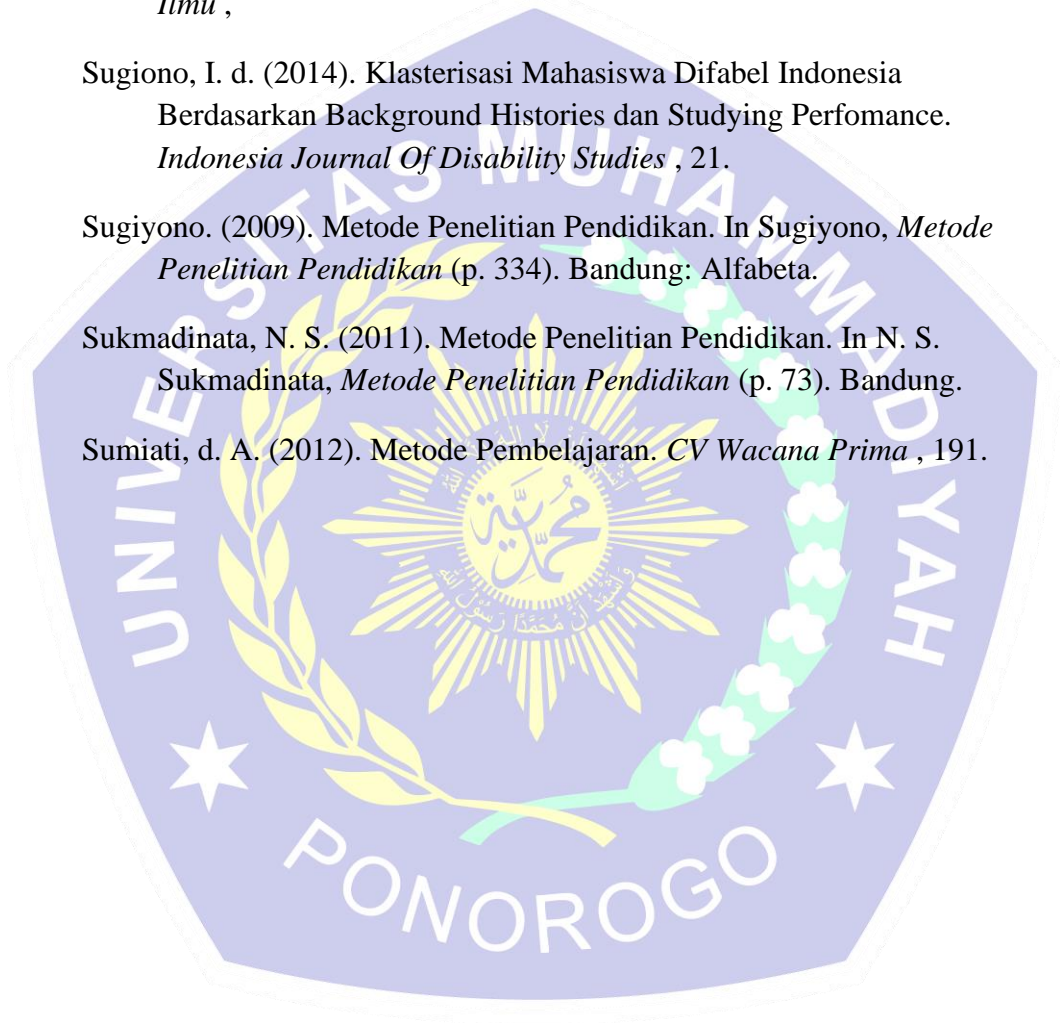 Ilmu ,
Sugiono, I. d. (2014). Klasterisasi Mahasiswa Difabel Indonesia
Berdasarkan Background Histories dan Studying Perfomance.
Indonesia Journal Of Disability Studies , 21.
Sugiyono. (2009). Metode Penelitian Pendidikan. In Sugiyono, Metode
Penelitian Pendidikan (p. 334). Bandung: Alfabeta.
Sukmadinata, N. S. (2011). Metode Penelitian Pendidikan. In N. S.
Sukmadinata, Metode Penelitian Pendidikan (p. 73). Bandung.
Sumiati, d. A. (2012). Metode Pembelajaran. CV Wacana Prima , 191.
UNIVERSITAS MUHAMMADIYAH
محمدية
PONOROGO